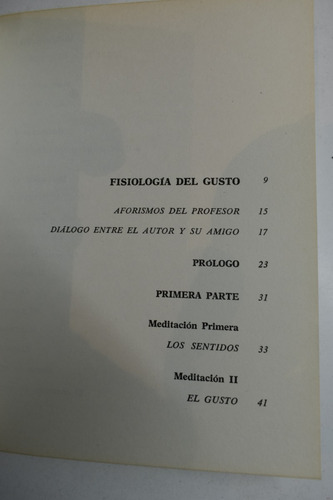 FISIOLOGÍA DEL GUSTO 9
AFORISMOS DEL PROFESOR 15
DIÁLOGO ENTRE EL AUTOR Y SU AMIGO 17
PRÓLOGO 23
PRIMERA PARTE 31
Meditación Primera
LOS SENTIDOS 33
Meditación II
EL GUSTO 41